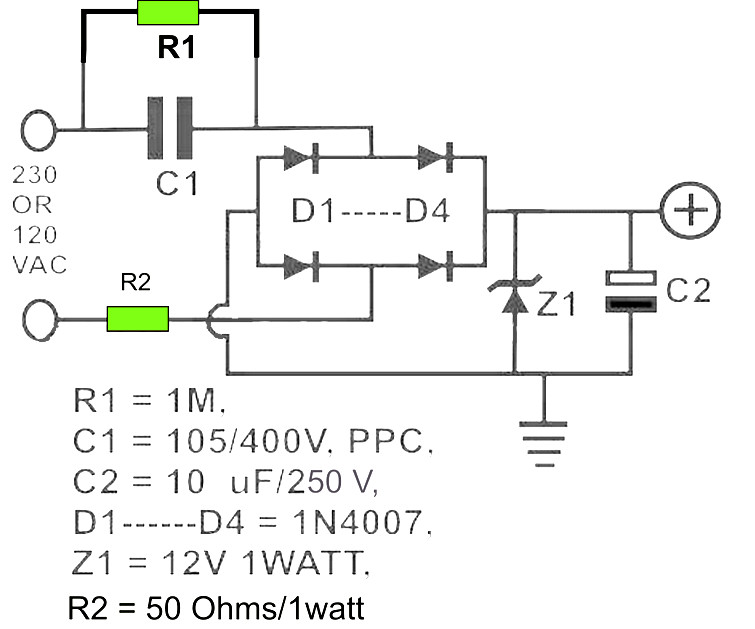 R1
C1
230
OR
120
VAC
D1-----D4
R2
Z1
C2
R1 = 1M.
C1 = 105/400V, PPC,
C2 = 10 uF/250 V,
D1------D4 = 1N4007,
Z1 = 12V 1WATT,
R2 = 50 Ohms/1watt